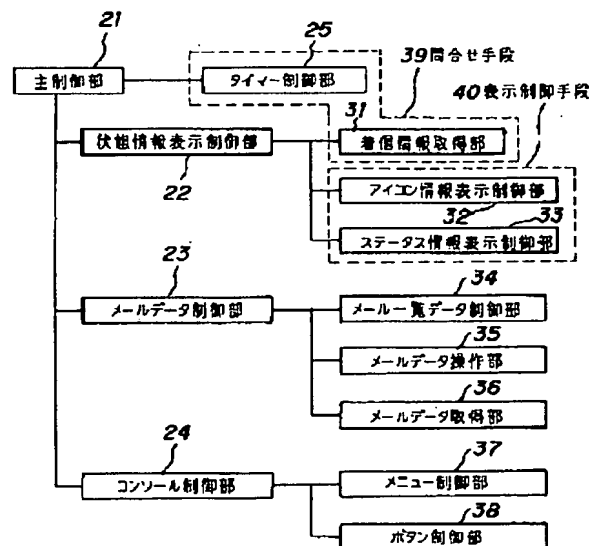 21
25
39問合せ手段
主制御部
タイマー制御部
40表示制御手段
31
状態情報表示制御部
着信情報取得部
22
アイコン情報表示制御部
32
33
ステータス情報表示制御部
23
34
メールデータ制御部
メール一覧データ制御部
35
メールデータ操作部
36
メールデータ取得部
24
37
コンソール制御部
メニュー制御部
38
ボタン制御部